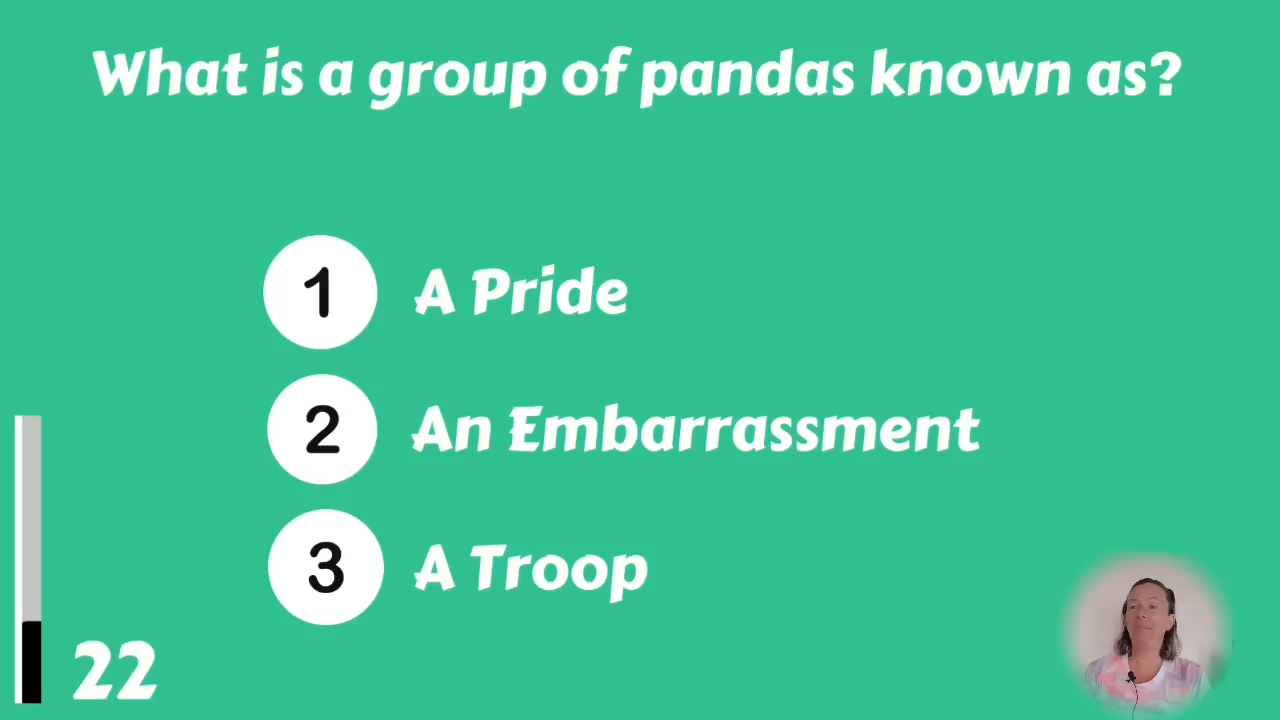 What is a group of pandas known as?
1 A Pride
2 An Embarrassment
3 A Troop
22